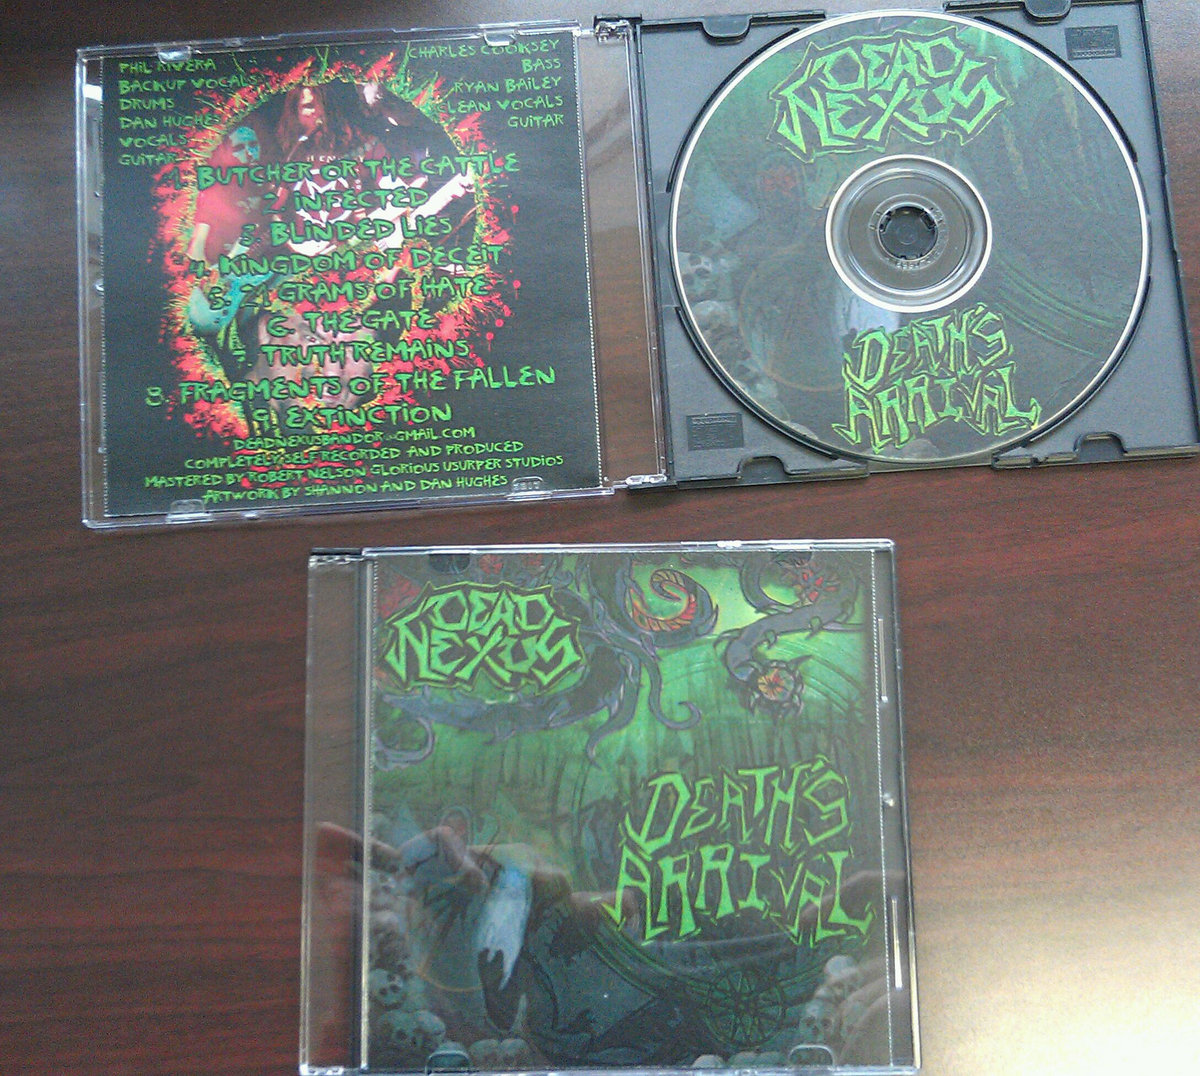 PHIL RIVERA
BACKUP VOCALS
DRUMS
DAN HUGHES
VOCALS
GUITAR
CHARLES COOKSEY
BASS
RYAN BAILEY
CLEAN VOCALS
GUITAR
1. BUTCHER OR THE CATTLE
2. INFECTED
3. BLINDED LIES
4. KINGDOM OF DECEIT
5. 21 GRAMS OF HATE
6. THE GATE
7. TRUTH REMAINS
8. FRAGMENTS OF THE FALLEN
9. EXTINCTION
DEADNEXUSBANDOR@GMAIL.COM
COMPLETELY SELF RECORDED AND PRODUCED
MASTERED BY ROBERT NELSON GLORIOUS USURPER STUDIOS
ARTWORK BY SHANNON AND DAN HUGHES
DEAD
NEXUS
DEATH'S
ARRIVAL
DEAD
NEXUS
DEATH'S
ARRIVAL